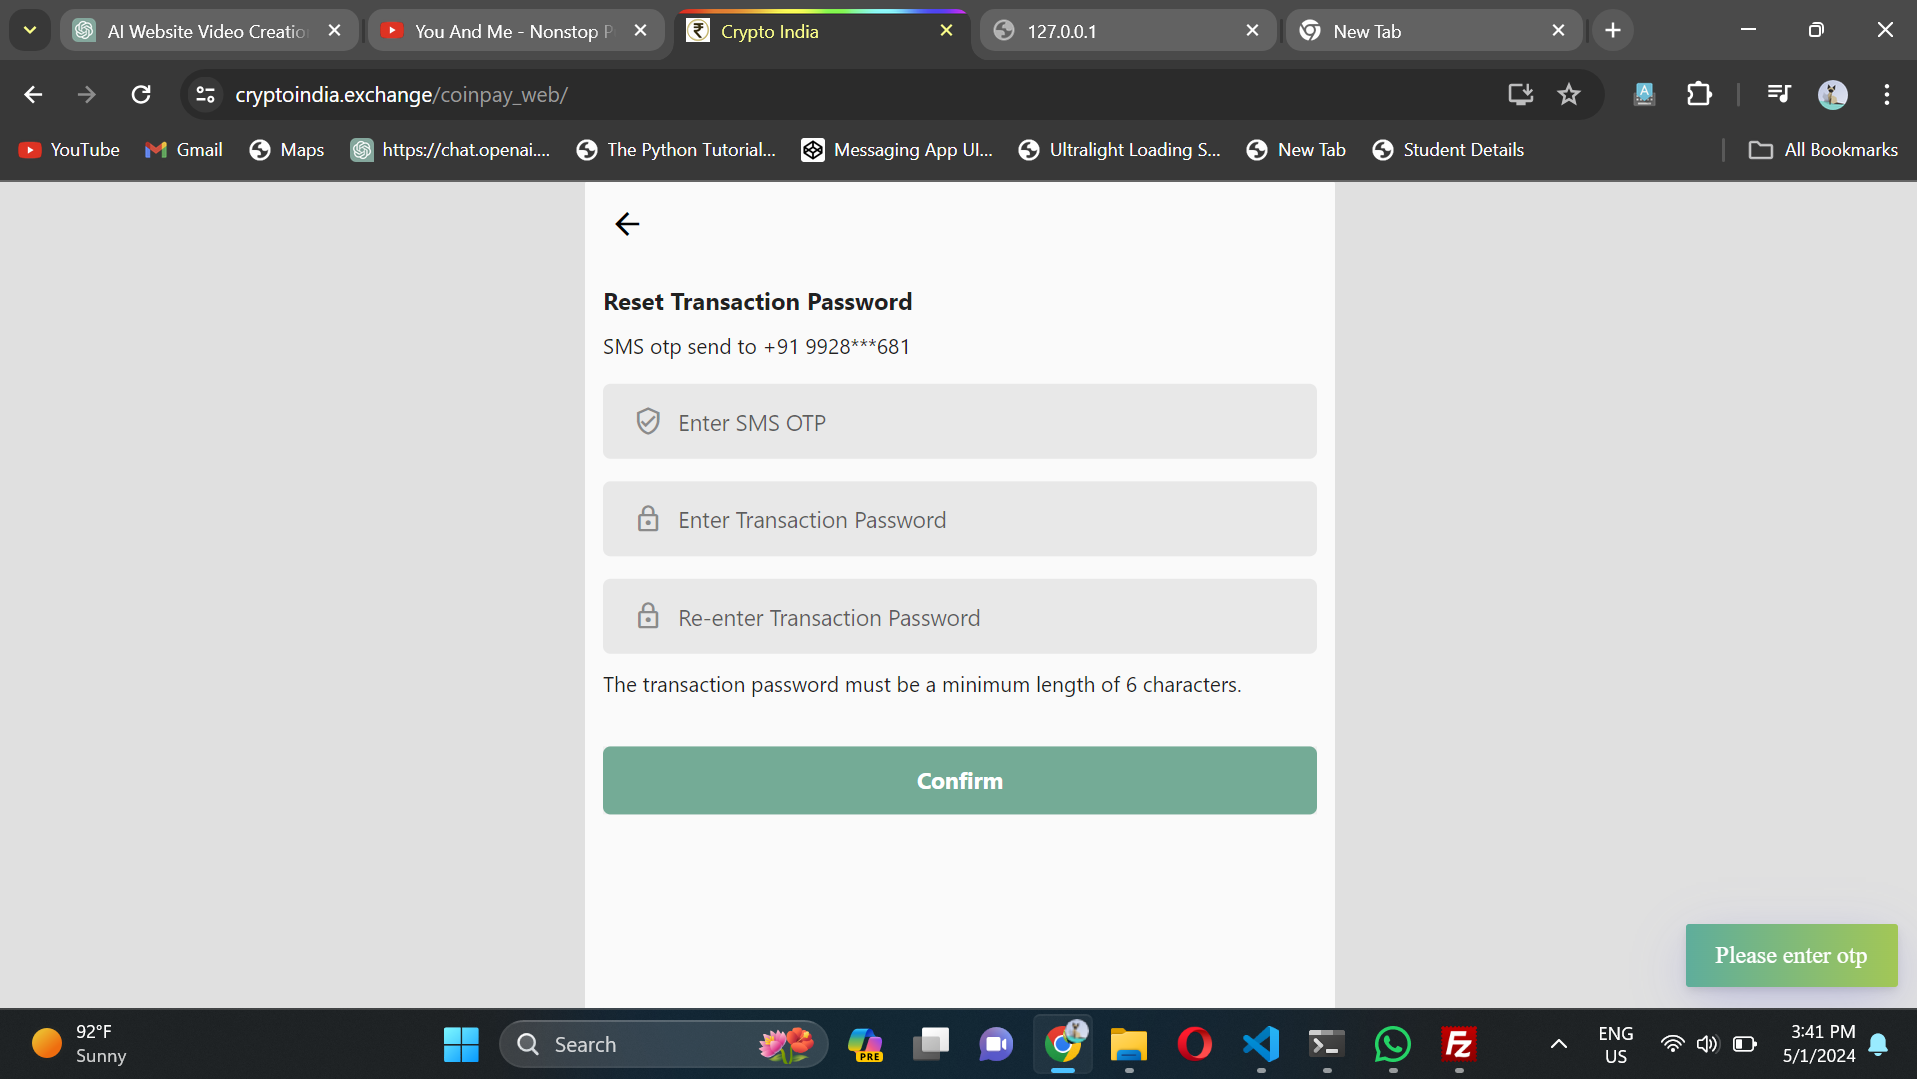 AI Website Video Creatio
You And Me - Nonstop P
Crypto India
127.0.0.1
New Tab
cryptoindia.exchange/coinpay_web/
YouTube
Gmail
Maps
https://chat.openai....
The Python Tutorial...
Messaging App UI...
Ultralight Loading S...
New Tab
Student Details
All Bookmarks
Reset Transaction Password
SMS otp send to +91 9928***681
Enter SMS OTP
Enter Transaction Password
Re-enter Transaction Password
The transaction password must be a minimum length of 6 characters.
Confirm
Please enter otp
92°F
Sunny
Search
PRE
ENG
US
3:41 PM
5/1/2024